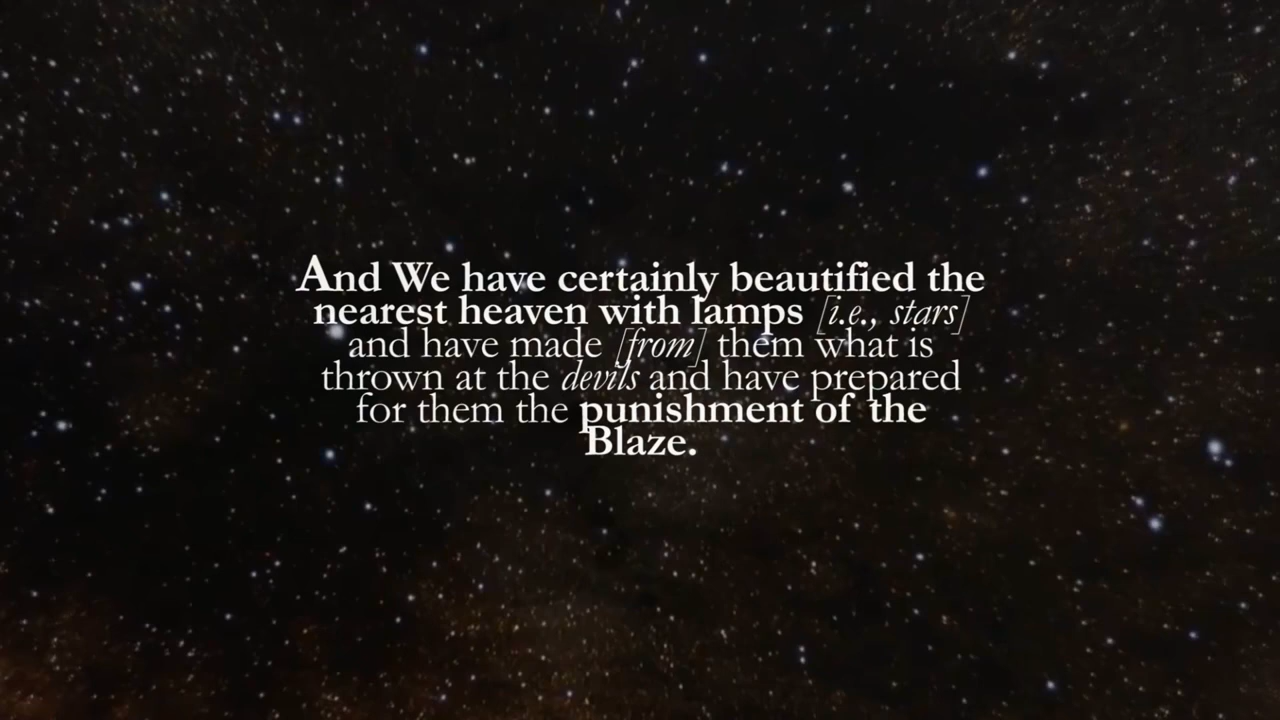 And We have certainly beautified the
nearest heaven with lamps [i.e., stars]
and have made [from] them what is
thrown at the devils and have prepared
for them the punishment of the
Blaze.